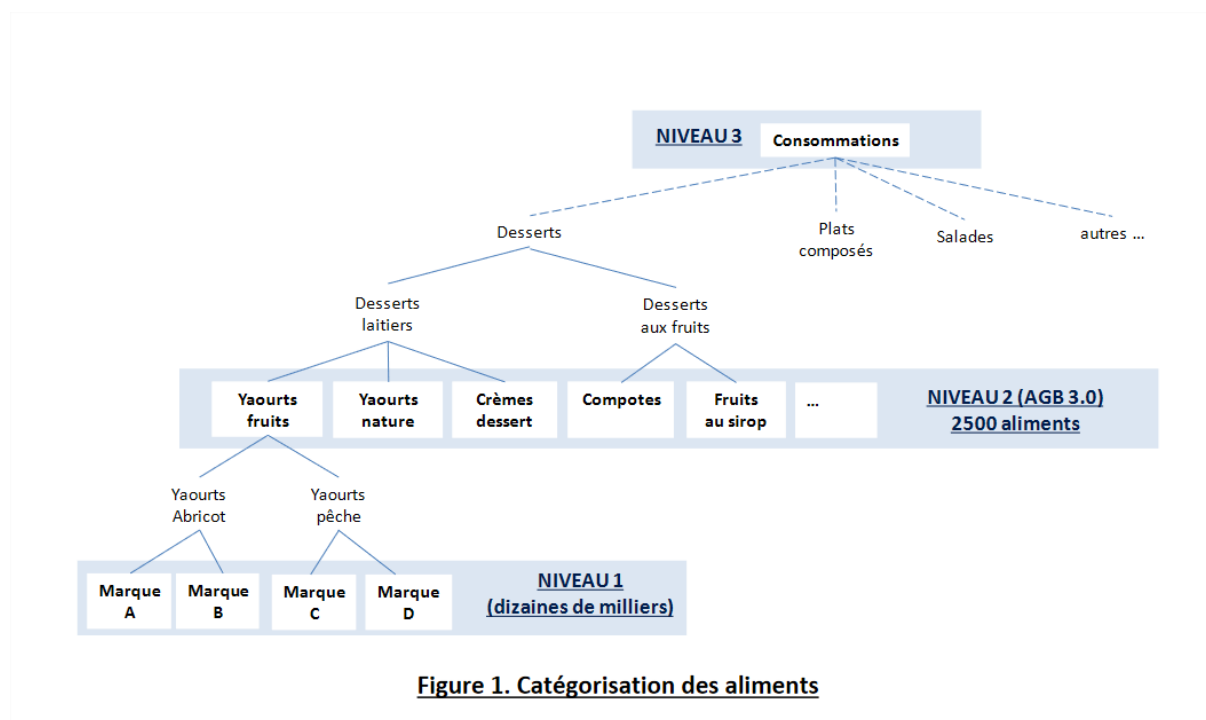 NIVEAU 3
Consommations
Desserts
Plats
composés
Salades
autres ...
Desserts
laitiers
Desserts
aux fruits
Yaourts
fruits
Yaourts
nature
Crèmes
dessert
Compotes
Fruits
au sirop
...
NIVEAU 2 (AGB 3.0)
2500 aliments
Yaourts
Abricot
Yaourts
pêche
Marque
A
Marque
B
Marque
C
Marque
D
NIVEAU 1
(dizaines de milliers)
Figure 1. Catégorisation des aliments